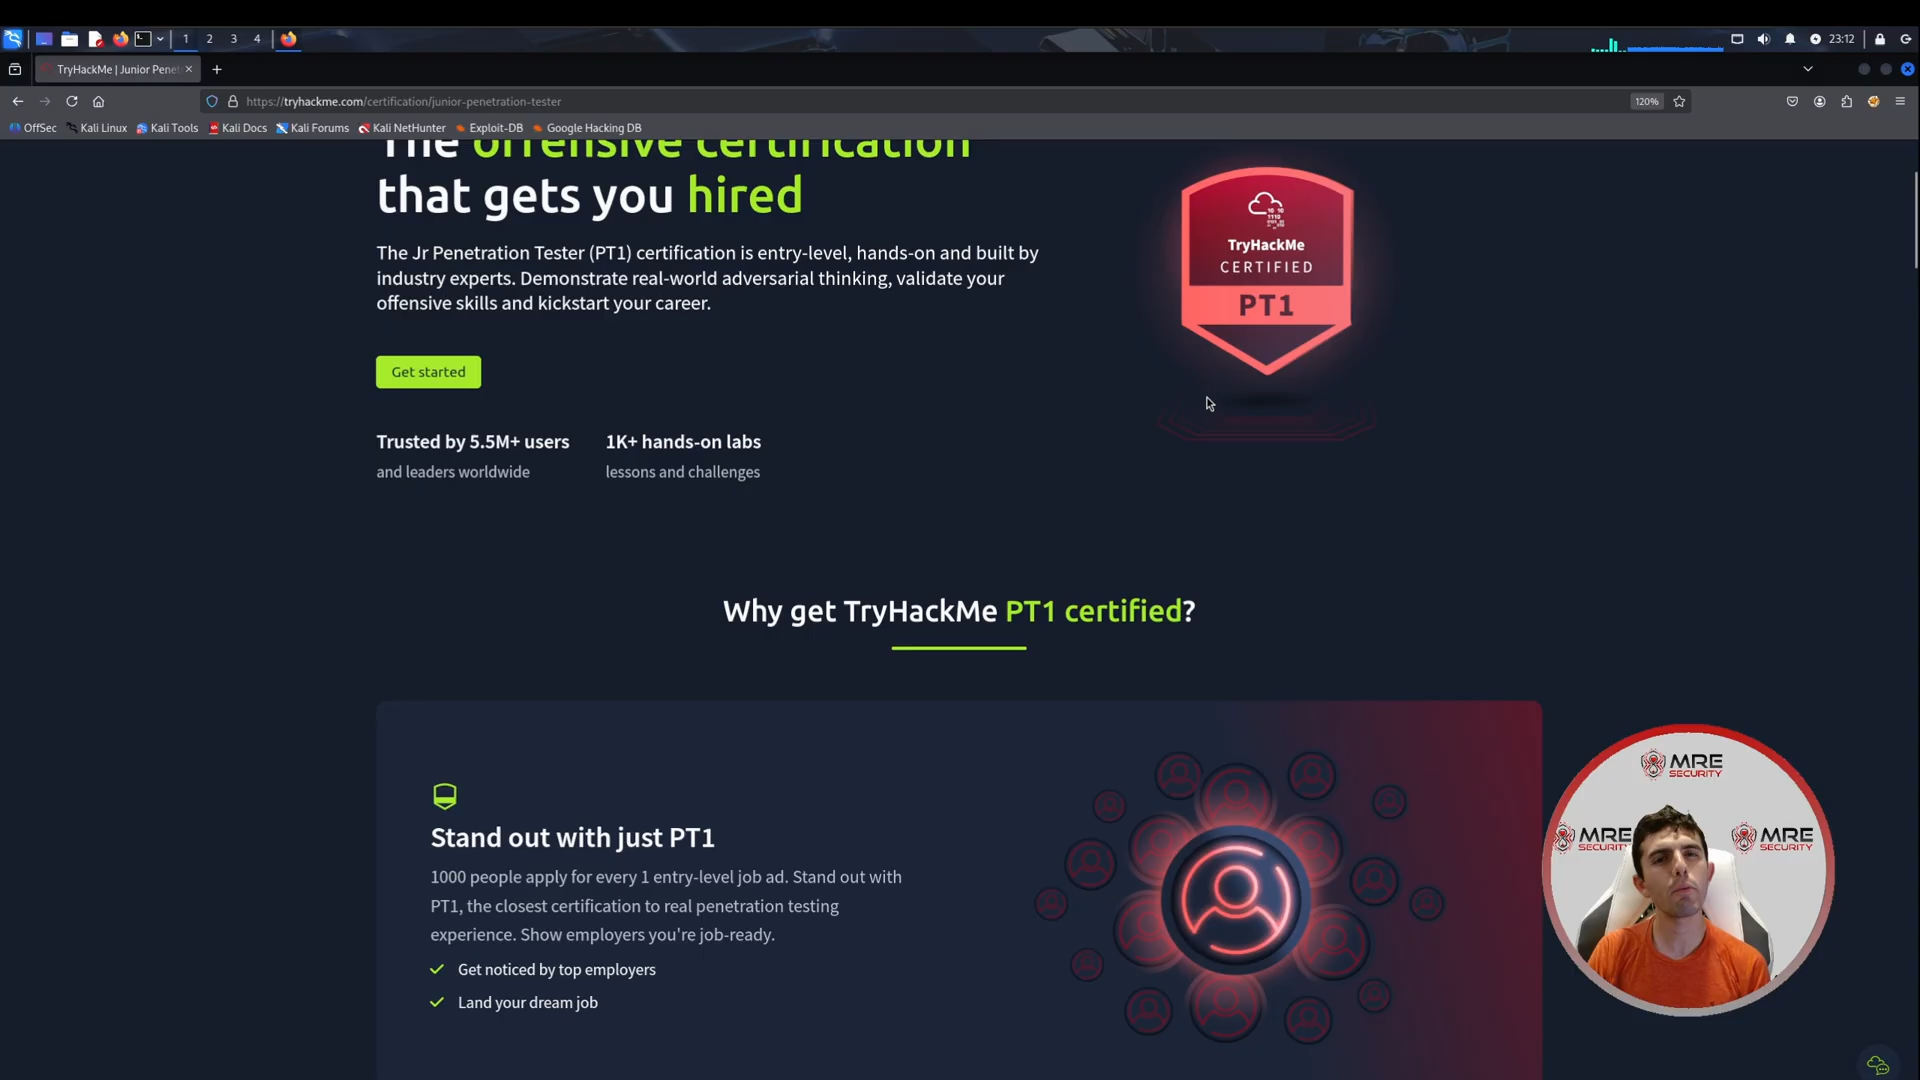 1 2 3 4
23:12
TryHackMe | Junior Penet
https://tryhackme.com/certification/junior-penetration-tester
120%
OffSec Kali Linux Kali Tools Kali Docs Kali Forums Kali NetHunter Exploit-DB Google Hacking DB
The offensive certification
that gets you hired
The Jr Penetration Tester (PT1) certification is entry-level, hands-on and built by
industry experts. Demonstrate real-world adversarial thinking, validate your
offensive skills and kickstart your career.
Get started
Trusted by 5.5M+ users
and leaders worldwide
1K+ hands-on labs
lessons and challenges
TryHackMe
CERTIFIED
PT1
Why get TryHackMe PT1 certified?
Stand out with just PT1
1000 people apply for every 1 entry-level job ad. Stand out with
PT1, the closest certification to real penetration testing
experience. Show employers you're job-ready.
Get noticed by top employers
Land your dream job
MRE
SECURITY
MRE
MRE
SECURITY